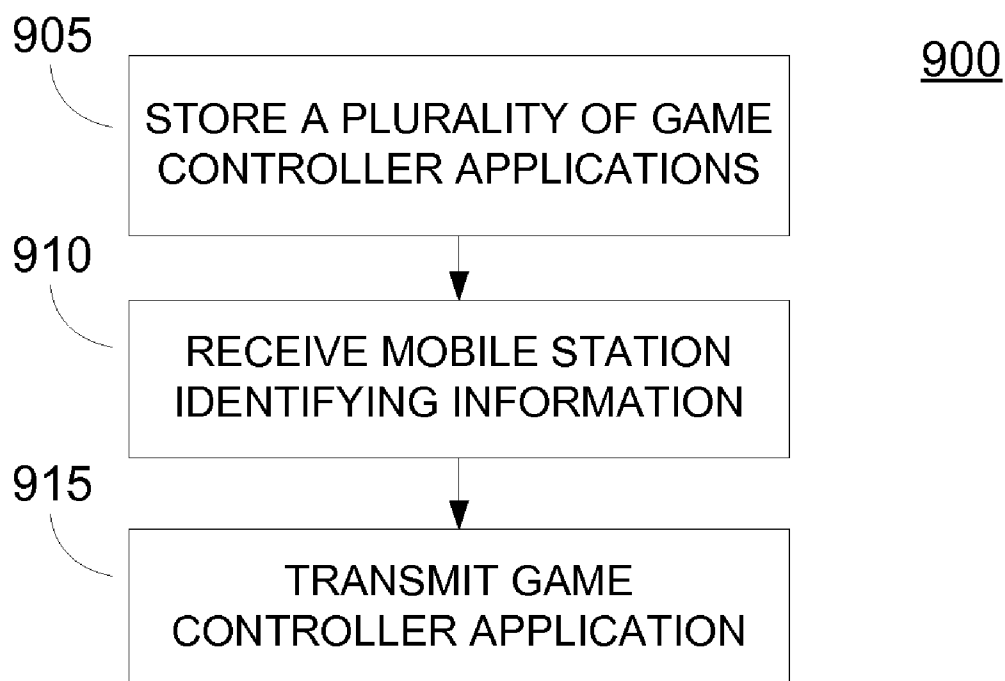 905
900
STORE A PLURALITY OF GAME
CONTROLLER APPLICATIONS
910
RECEIVE MOBILE STATION
IDENTIFYING INFORMATION
915
TRANSMIT GAME
CONTROLLER APPLICATION